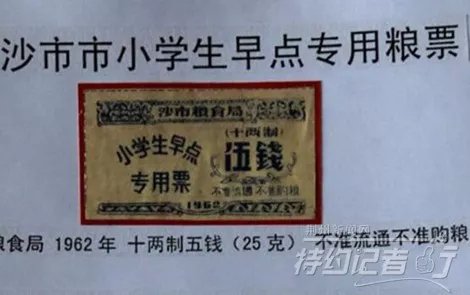 沙市市小学生早点专用粮票
沙市粮食局
小学生早点
专用票
(十两制)
伍錢
不准流通 不准购粮
1962
粮食局 1962 年 十两制五钱（25 克） 不准流通不准购粮
荆州新闻网
特约记者行